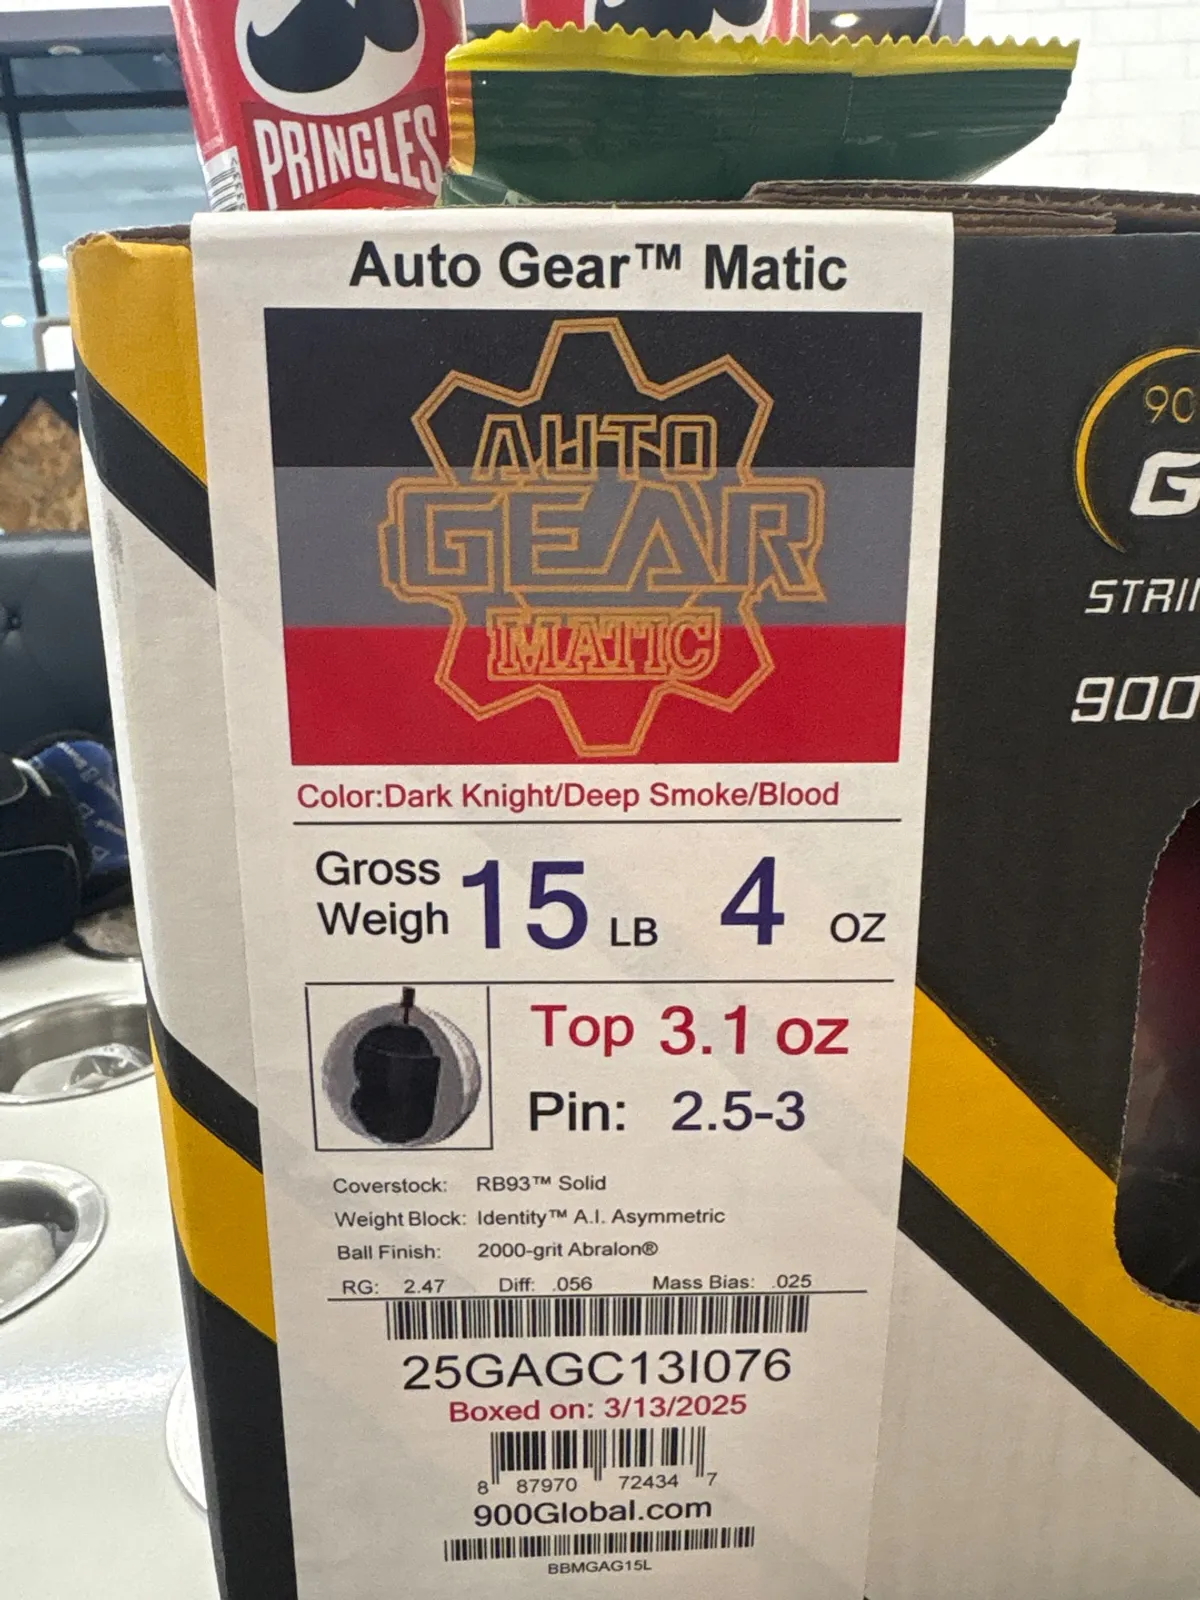 PRINGLES
Auto Gear™ Matic
AUTO
GEAR
MATIC
Color:Dark Knight/Deep Smoke/Blood
Gross
Weigh 15 LB 4 OZ
Top 3.1 oz
Pin: 2.5-3
Coverstock: RB93™ Solid
Weight Block: Identity™ A.I. Asymmetric
Ball Finish: 2000-grit Abralon®
RG: 2.47 Diff: .056 Mass Bias: .025
25GAGC13I076
Boxed on: 3/13/2025
8 87970 72434 7
900Global.com
BBMGAG15L
90
G
STRI
900